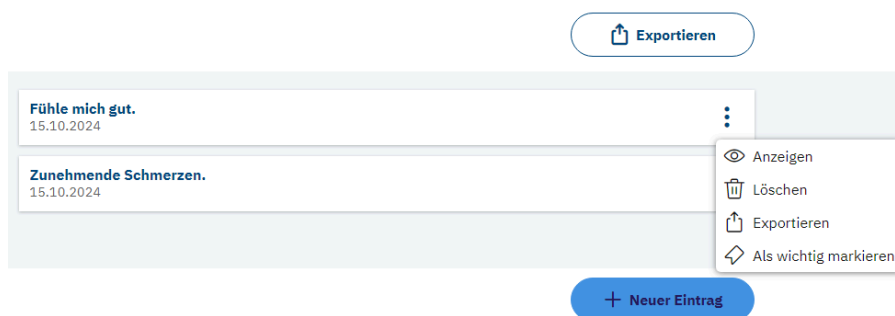 Exportieren
Fühle mich gut.
15.10.2024
Zunehmende Schmerzen.
15.10.2024
Anzeigen
Löschen
Exportieren
Als wichtig markieren
Neuer Eintrag